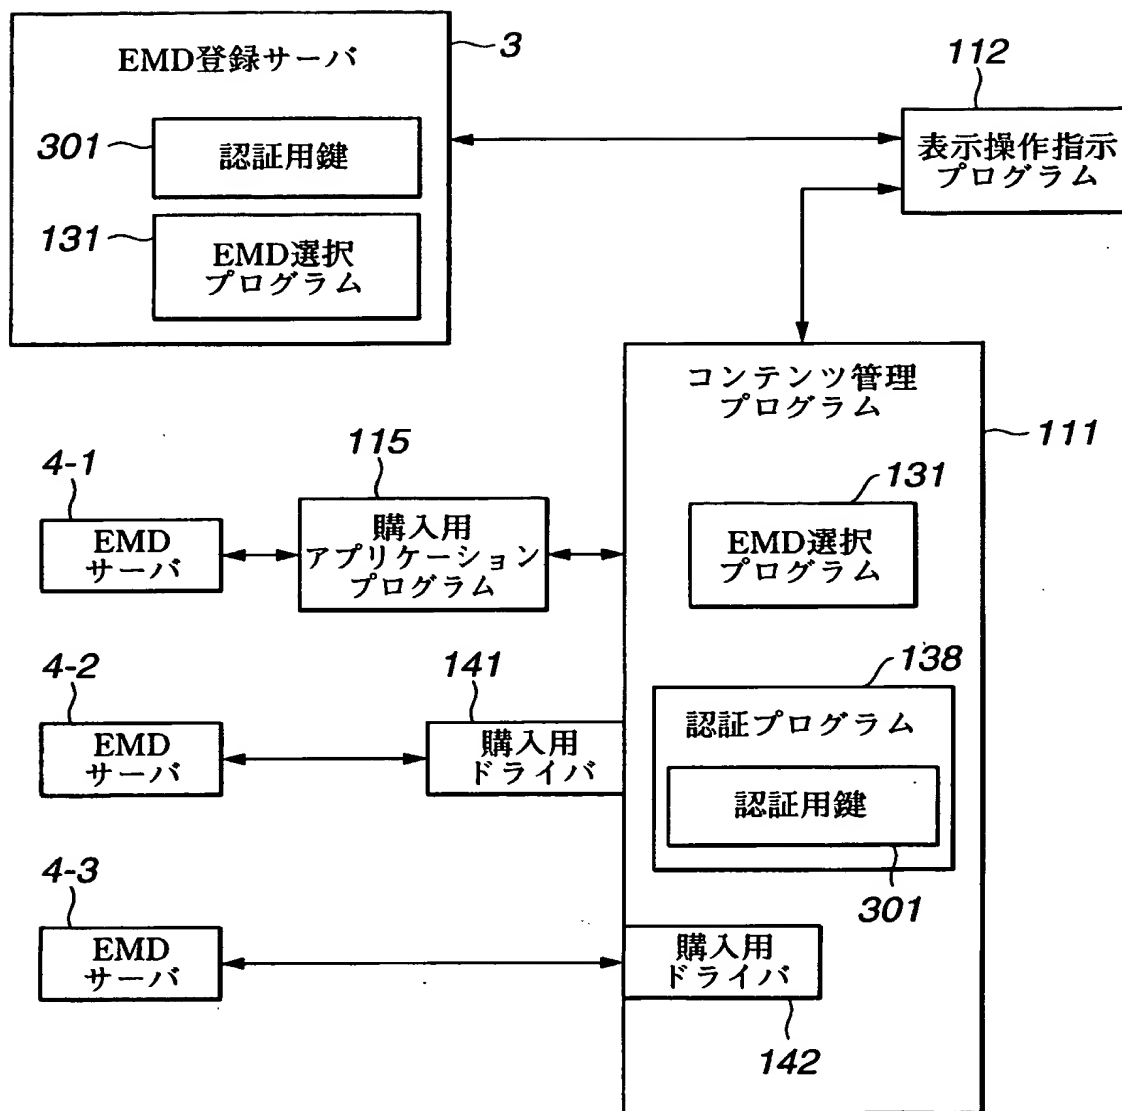 EMD登録サーバ
3
301
認証用鍵
131
EMD選択
プログラム
112
表示操作指示
プログラム
コンテンツ管理
プログラム
111
4-1
EMD
サーバ
115
購入用
アプリケーション
プログラム
131
EMD選択
プログラム
4-2
EMD
サーバ
141
購入用
ドライバ
138
認証プログラム
認証用鍵
301
4-3
EMD
サーバ
購入用
ドライバ
142